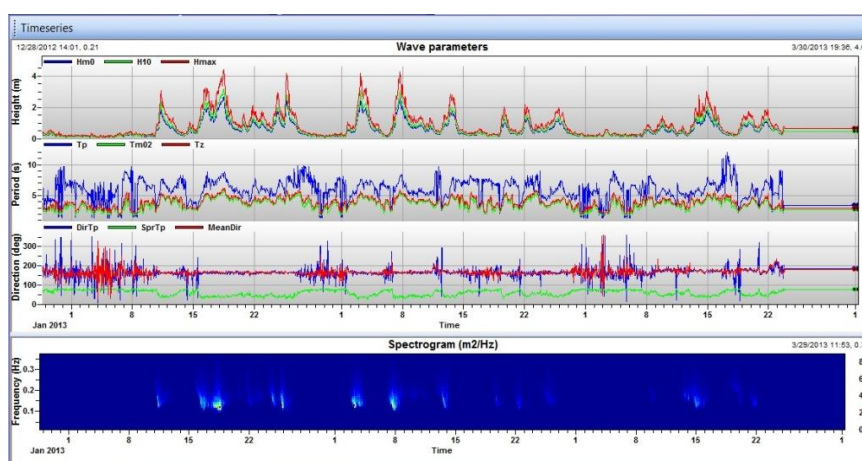 Timeseries
12/28/2012 14:01, 0.21 Wave parameters 3/30/2013 19:36, 4.
Hm0 H10 Hmax
Height (m)
4
2
0
Tp Tm02 Tz
Period (s)
10
5
DirTp SprTp MeanDir
Direction (deg)
300
200
100
0
1 8 15 22 1 8 15 22 1 8 15 22 1
Jan 2013 Time
Spectrogram (m2/Hz) 3/29/2013 11:53, 0.
Frequency (Hz)
0.3
0.2
0.1
8
6
4
2
0
1 8 15 22 1 8 15 22 1 8 15 22 1
Jan 2013 Time